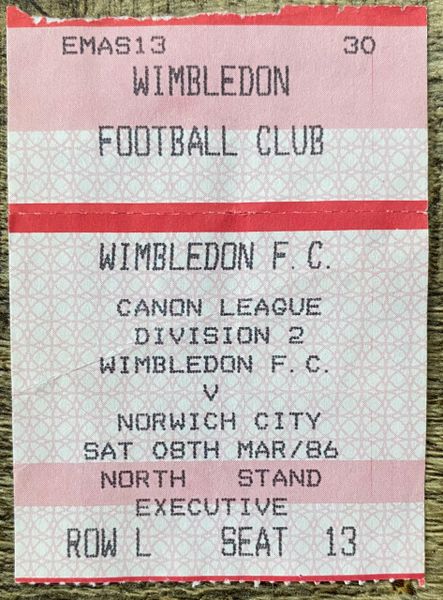 EMAS13 30
WIMBLEDON
FOOTBALL CLUB
WIMBLEDON F. C.
CANON LEAGUE
DIVISION 2
WIMBLEDON F. C.
V
NORWICH CITY
SAT 08TH MAR/86
NORTH STAND
EXECUTIVE
ROW L SEAT 13